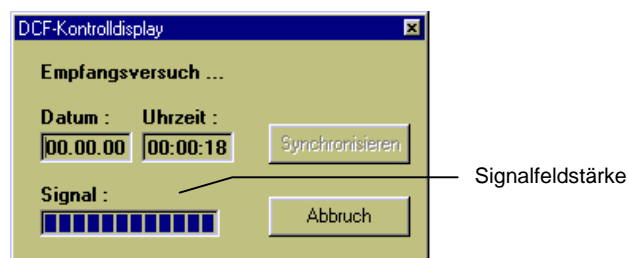 DCF-Kontrolldisplay
Empfangsversuch ...
Datum : Uhrzeit :
00.00.00 00:00:18 Synchronisieren
Signalfeldstärke
Signal :
Abbruch